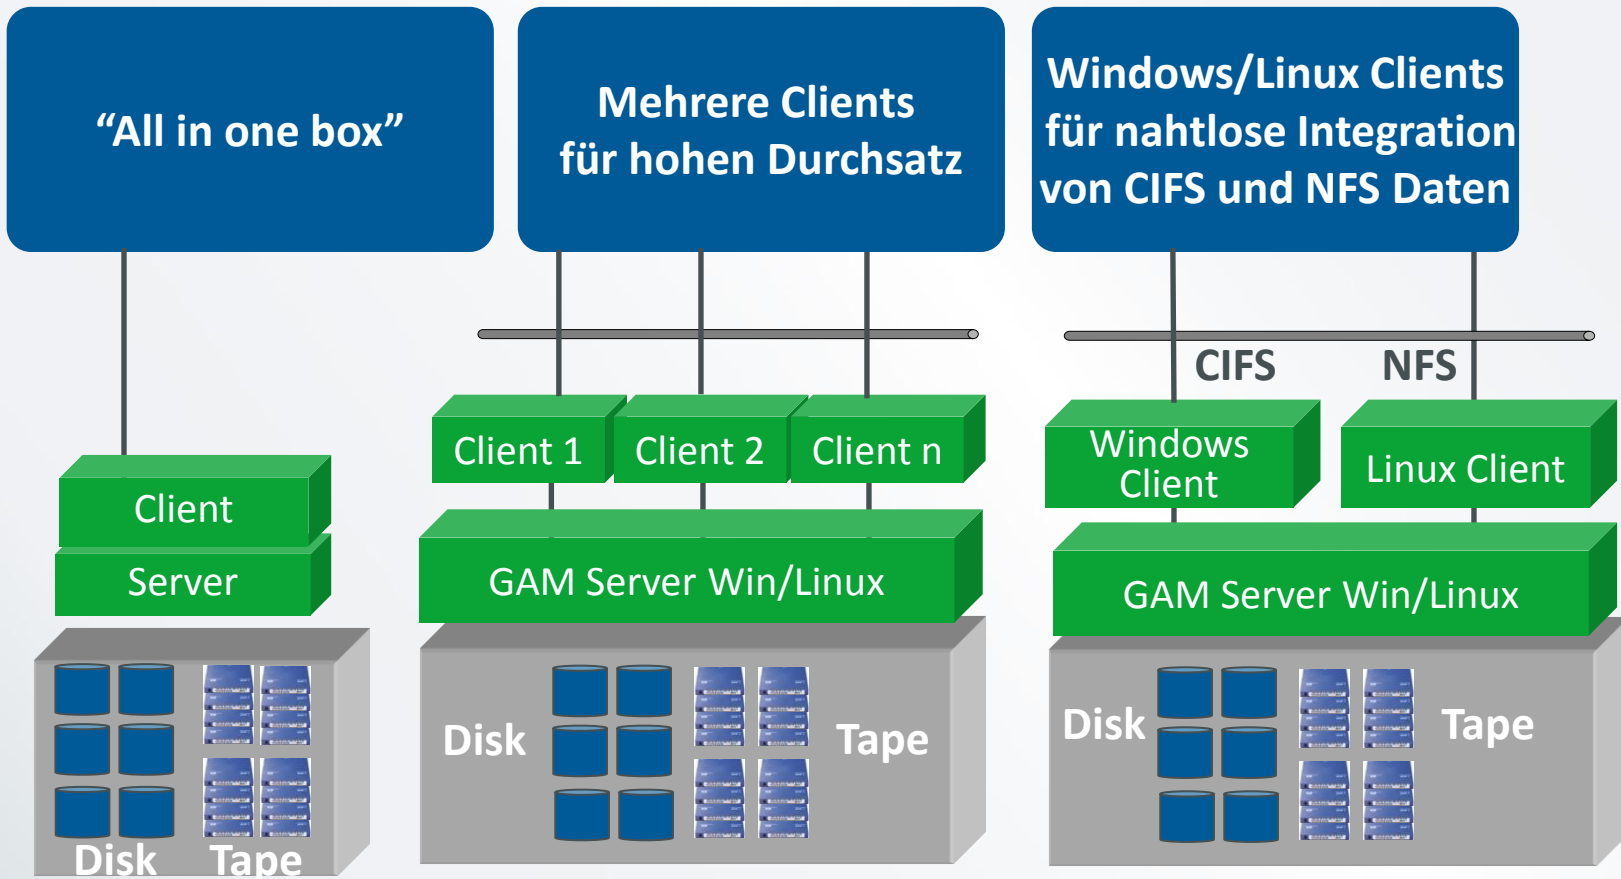 “All in one box”
Mehrere Clients
für hohen Durchsatz
Windows/Linux Clients
für nahtlose Integration
von CIFS und NFS Daten
Client
Server
Disk
Tape
Client 1
Client 2
Client n
GAM Server Win/Linux
Disk
Tape
CIFS
NFS
Windows
Client
Linux Client
GAM Server Win/Linux
Disk
Tape